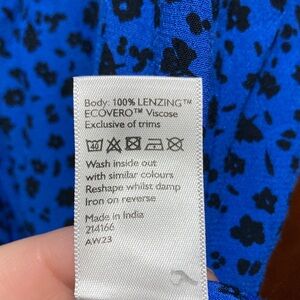 Body: 100% LENZING™
ECOVERO™ Viscose
Exclusive of trims
40
Wash inside out
with similar colours
Reshape whilst damp
Iron on reverse
Made in India
214166
AW23